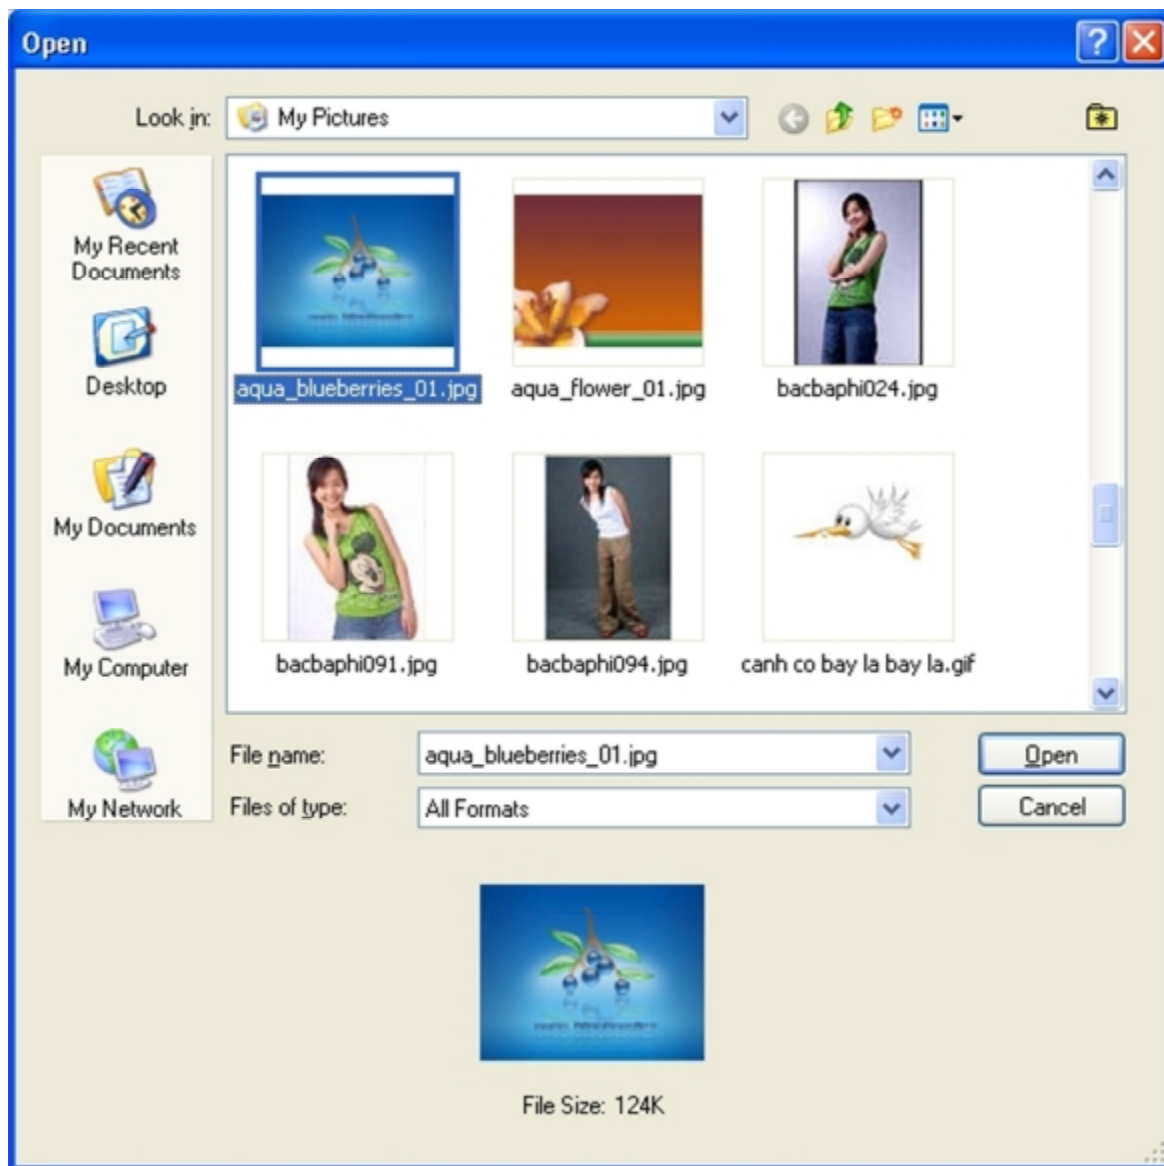 Open
Look in:
My Pictures
My Recent
Documents
Desktop
My Documents
My Computer
My Network
aqua_blueberries_01.jpg
aqua_flower_01.jpg
bacbaphi024.jpg
bacbaphi091.jpg
bacbaphi094.jpg
canh co bay la bay la.gif
File name:
aqua_blueberries_01.jpg
Open
Files of type:
All Formats
Cancel
File Size: 124K